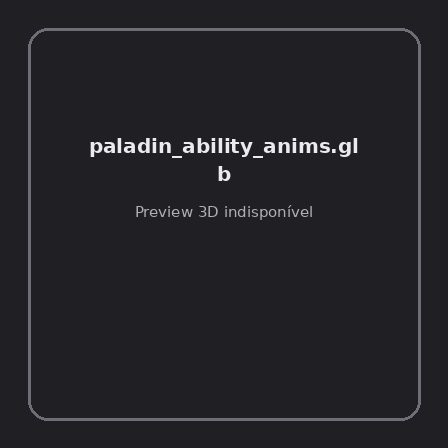 paladin_ability_anims.gl
b
Preview 3D indisponível